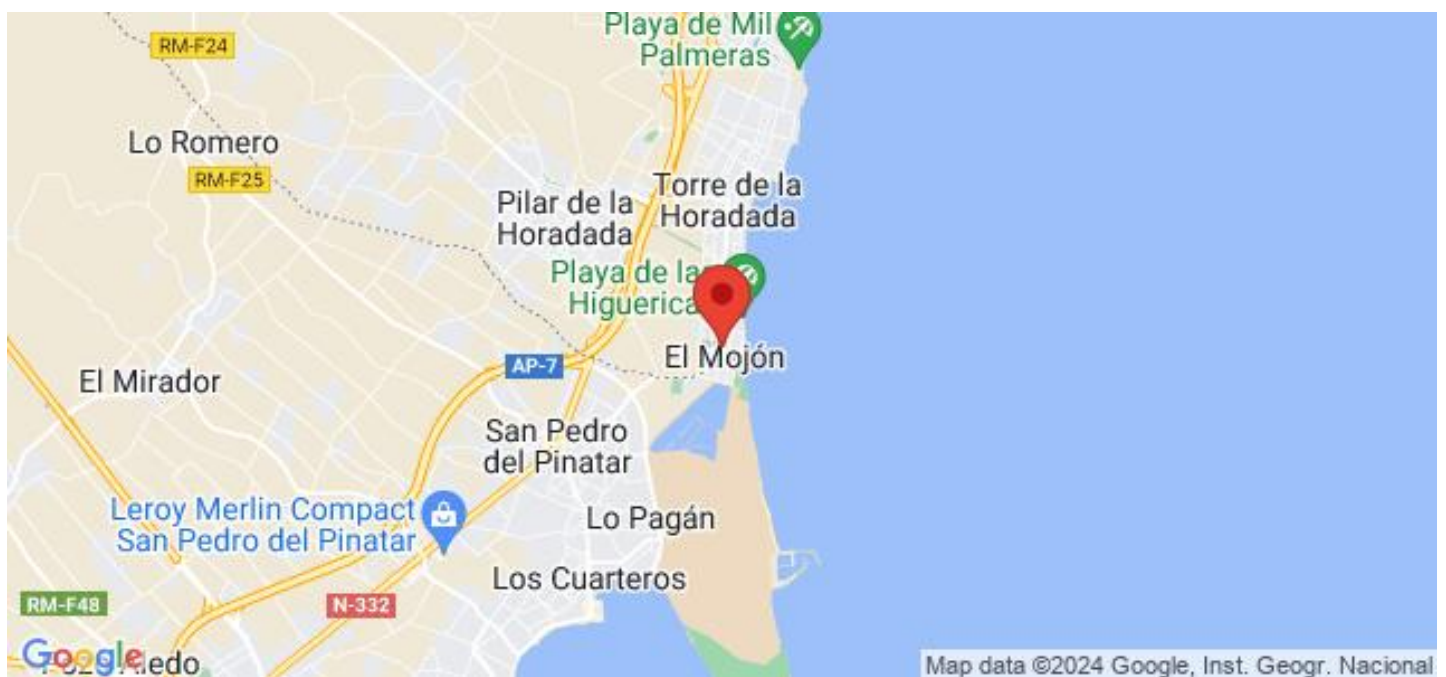 Playa de Mil
Palmeras
RM-F24
Lo Romero
RM-F25
Pilar de la
Horadada
Torre de la
Horadada
Playa de las
Higuerica
El Mojón
AP-7
El Mirador
San Pedro
del Pinatar
Leroy Merlin Compact
San Pedro del Pinatar
Lo Pagán
Los Cuarteros
RM-F48
N-332
Google
Map data ©2024 Google, Inst. Geogr. Nacional